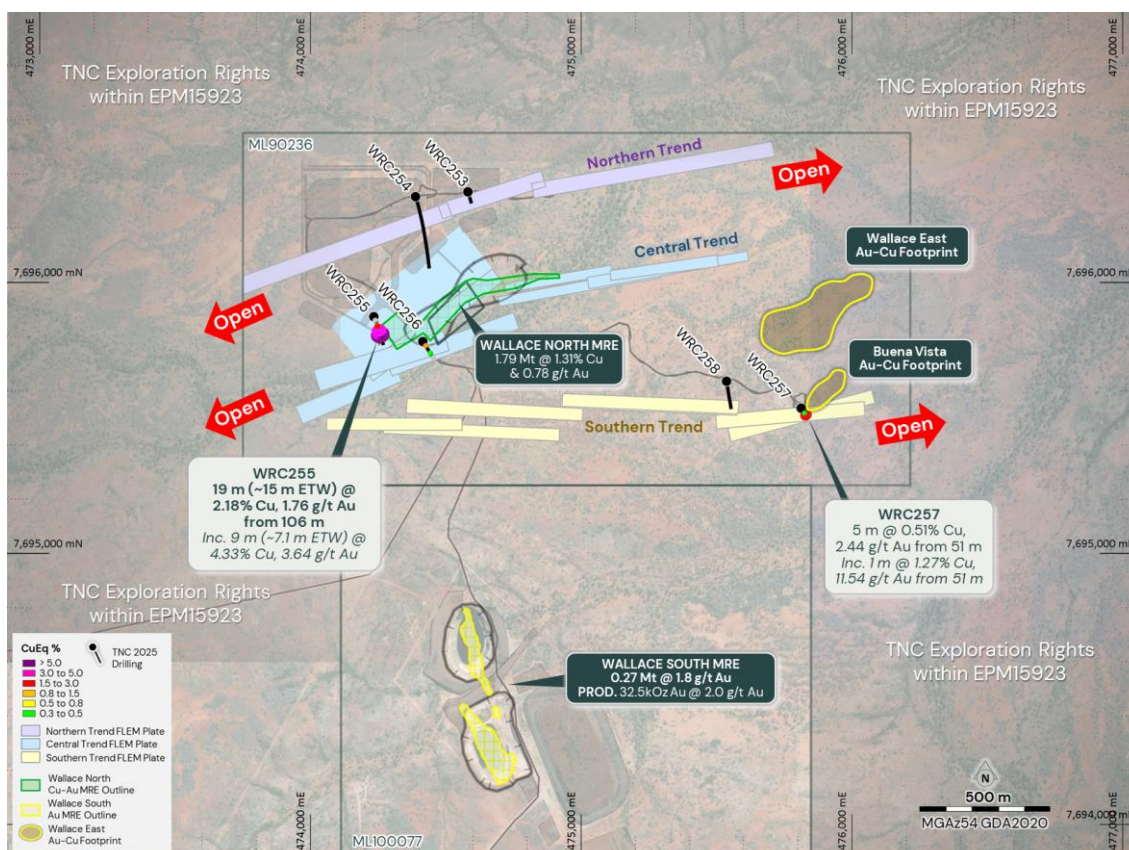 473,000 mE
474,000 mE
475,000 mE
476,000 mE
477,000 mE
TNC Exploration Rights
within EPM15923
TNC Exploration Rights
within EPM15923
ML90236
WRC254
WRC253
Northern Trend
Open
Central Trend
Wallace East
Au-Cu Footprint
7,696,000 mN
7,696,000 mN
WRC255
WRC256
Open
WALLACE NORTH MRE
1.79 Mt @ 1.31% Cu
& 0.78 g/t Au
Buena Vista
Au-Cu Footprint
WRC258
WRC257
Open
Southern Trend
Open
WRC255
19 m (~15 m ETW) @
2.18% Cu, 1.76 g/t Au
from 106 m
Inc. 9 m (~7.1 m ETW) @
4.33% Cu, 3.64 g/t Au
WRC257
5 m @ 0.51% Cu,
2.44 g/t Au from 51 m
Inc. 1 m @ 1.27% Cu,
11.54 g/t Au from 51 m
7,695,000 mN
7,695,000 mN
TNC Exploration Rights
within EPM15923
TNC Exploration Rights
within EPM15923
WALLACE SOUTH MRE
0.27 Mt @ 1.8 g/t Au
PROD. 32.5kOz Au @ 2.0 g/t Au
CuEq %
> 5.0
3.0 to 5.0
1.5 to 3.0
0.8 to 1.5
0.5 to 0.8
0.3 to 0.5
TNC 2025
Drilling
Northern Trend FLEM Plate
Central Trend FLEM Plate
Southern Trend FLEM Plate
Wallace North
Cu-Au MRE Outline
Wallace South
Au MRE Outline
Wallace East
Au-Cu Footprint
N
500 m
MGAz54 GDA2020
7,694,000 mN
ML100077
474,000 mE
475,000 mE
476,000 mE
477,000 mE